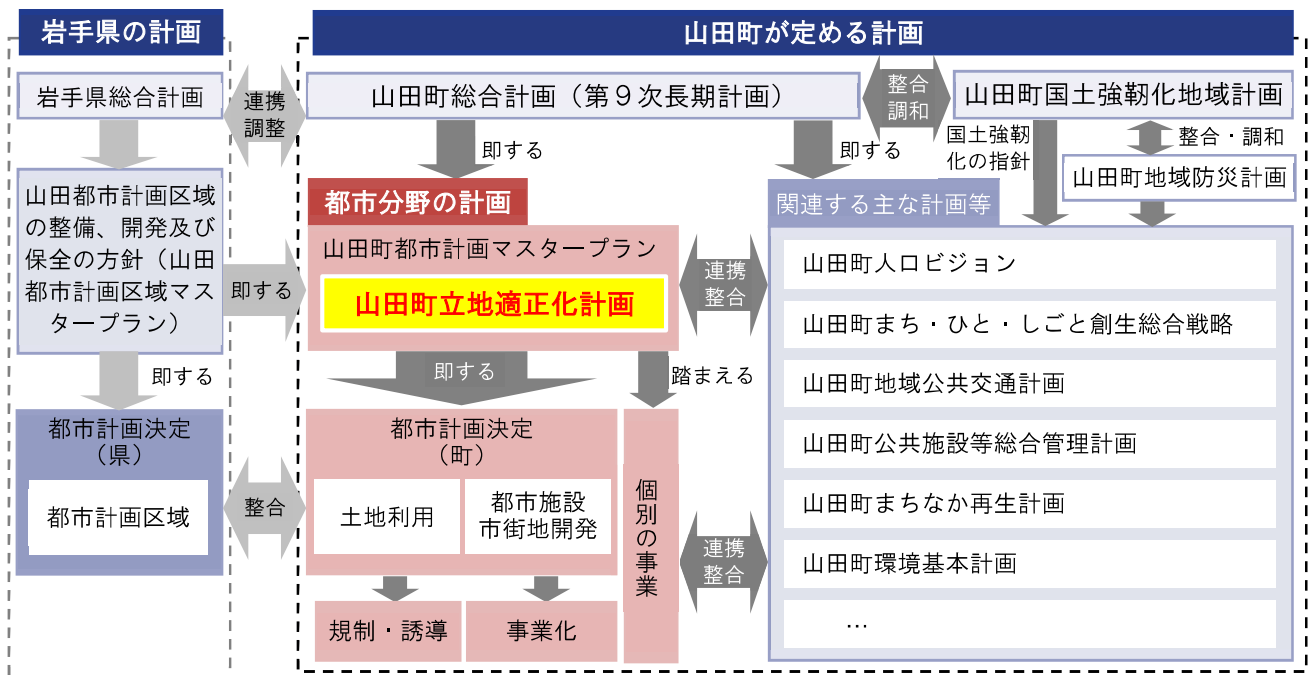 岩手県の計画
岩手県総合計画
山田都市計画区域
の整備、開発及び
保全の方針（山田
都市計画区域マス
タープラン）
即する
都市計画決定
（県）
都市計画区域
連携
調整
即する
整合
山田町が定める計画
山田町総合計画（第９次長期計画）
整合
調和
山田町国土強靭化地域計画
即する
即する
国土強靭
化の指針
整合・調和
山田町地域防災計画
都市分野の計画
山田町都市計画マスタープラン
山田町立地適正化計画
連携
整合
即する
踏まえる
都市計画決定
（町）
土地利用
都市施設
市街地開発
規制・誘導
事業化
個別の事業
連携
整合
関連する主な計画等
山田町人口ビジョン
山田町まち・ひと・しごと創生総合戦略
山田町地域公共交通計画
山田町公共施設等総合管理計画
山田町まちなか再生計画
山田町環境基本計画
…